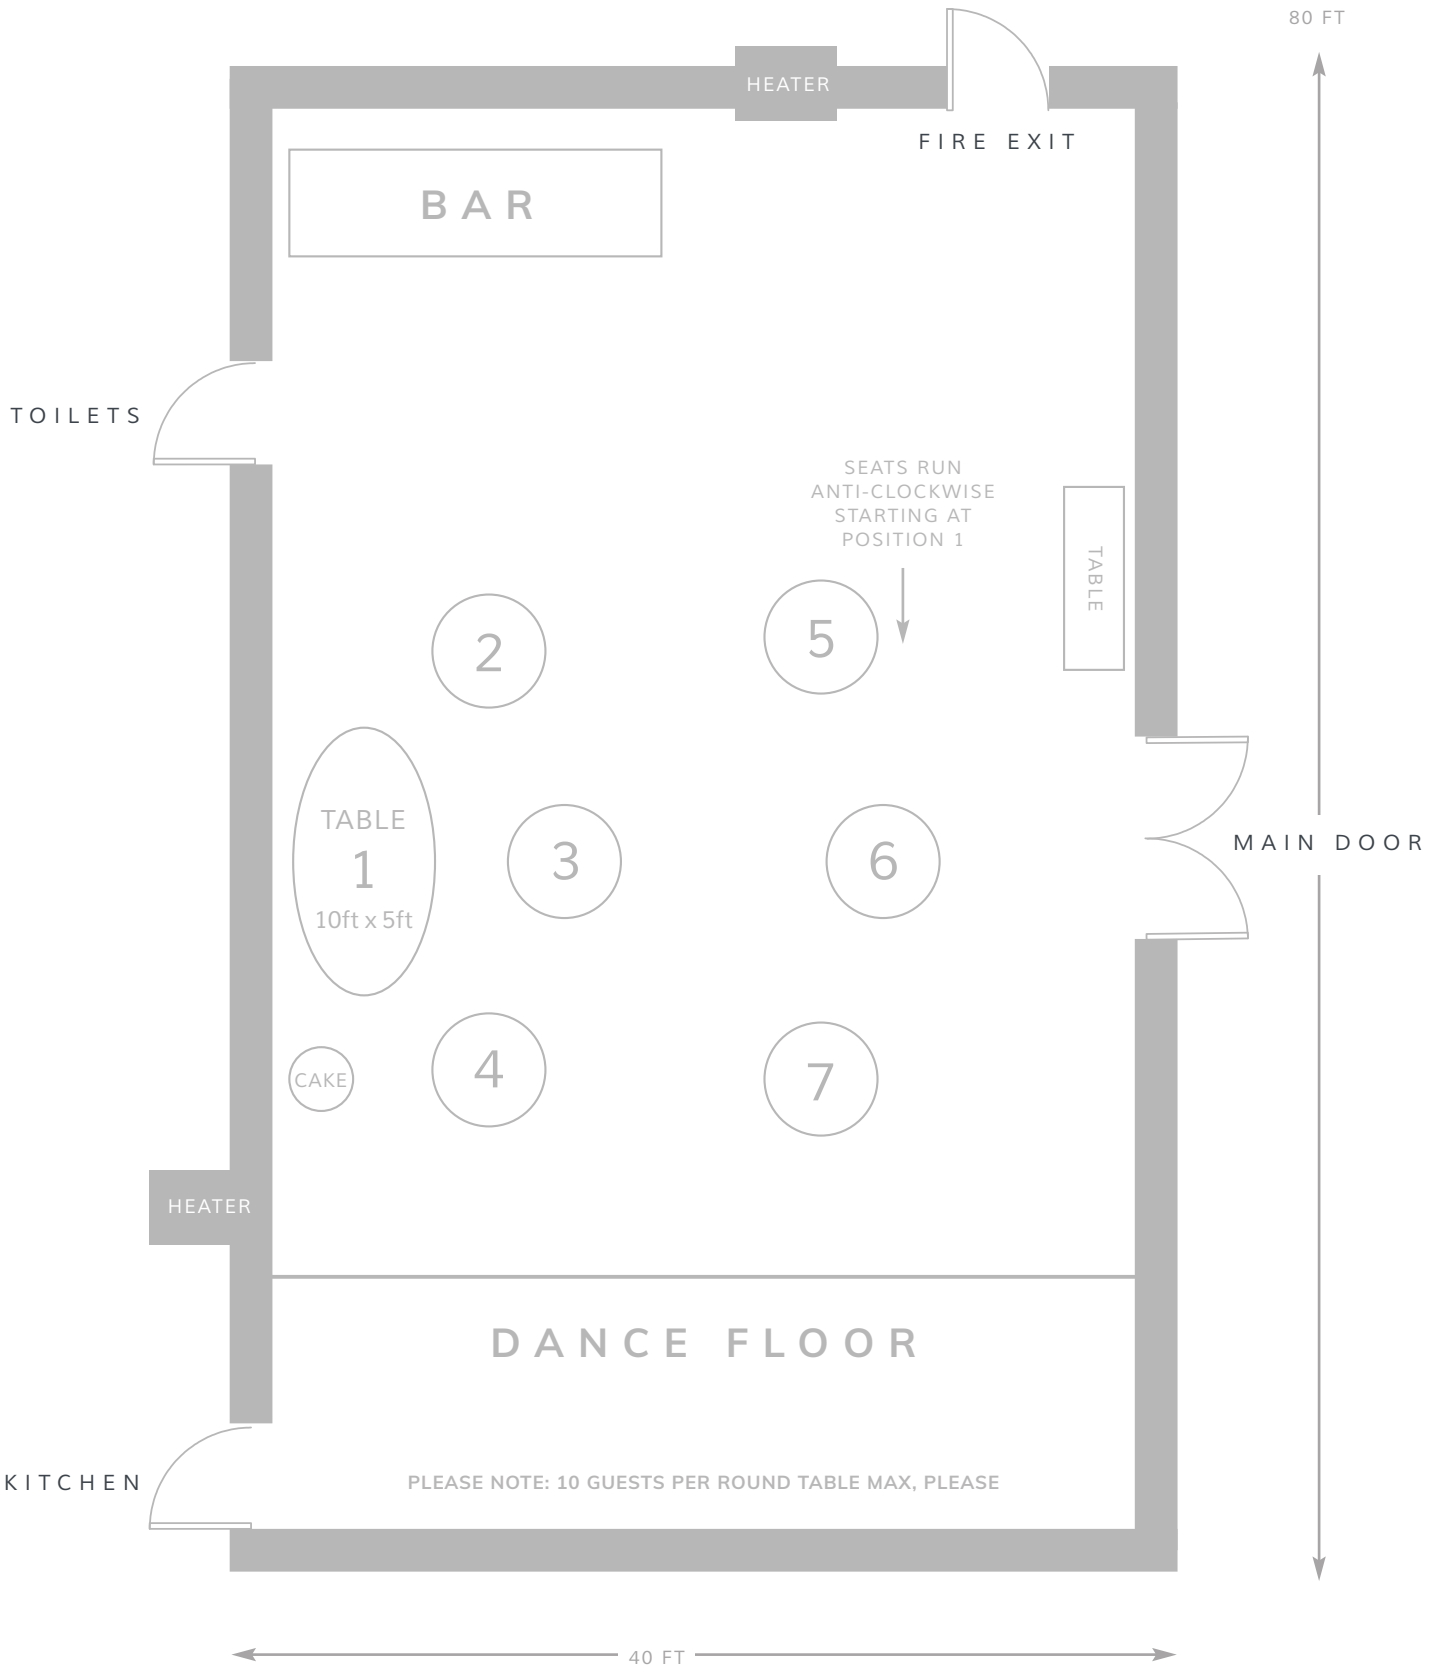 80 FT
HEATER
FIRE EXIT
BAR
TOILETS
SEATS RUN
ANTI-CLOCKWISE
STARTING AT
POSITION 1
TABLE
2
5
TABLE
1
10ft x 5ft
3
6
MAIN DOOR
4
7
CAKE
HEATER
DANCE FLOOR
KITCHEN
PLEASE NOTE: 10 GUESTS PER ROUND TABLE MAX, PLEASE
40 FT